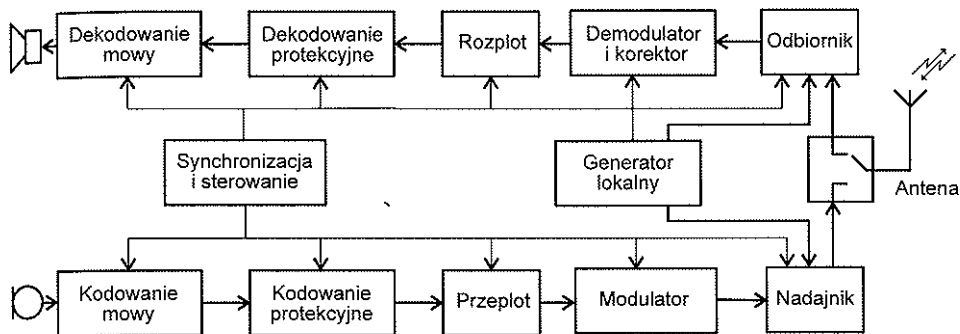 Dekodowanie
mowy
Dekodowanie
protekcyjne
Rozplot
Demodulator
i korektor
Odbiornik
Synchronizacja
i sterowanie
Generator
lokalny
Antena
Kodowanie
mowy
Kodowanie
protekcyjne
Przeplot
Modulator
Nadajnik